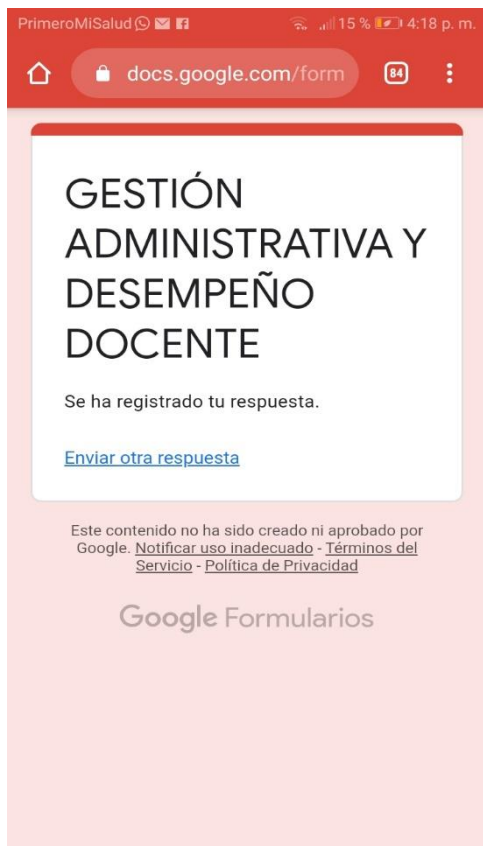 PrimeroMiSalud 15 % 4:18 p. m.
docs.google.com/form 84
GESTIÓN
ADMINISTRATIVA Y
DESEMPEÑO
DOCENTE
Se ha registrado tu respuesta.
Enviar otra respuesta
Este contenido no ha sido creado ni aprobado por
Google. Notificar uso inadecuado - Términos del
Servicio - Política de Privacidad
Google Formularios